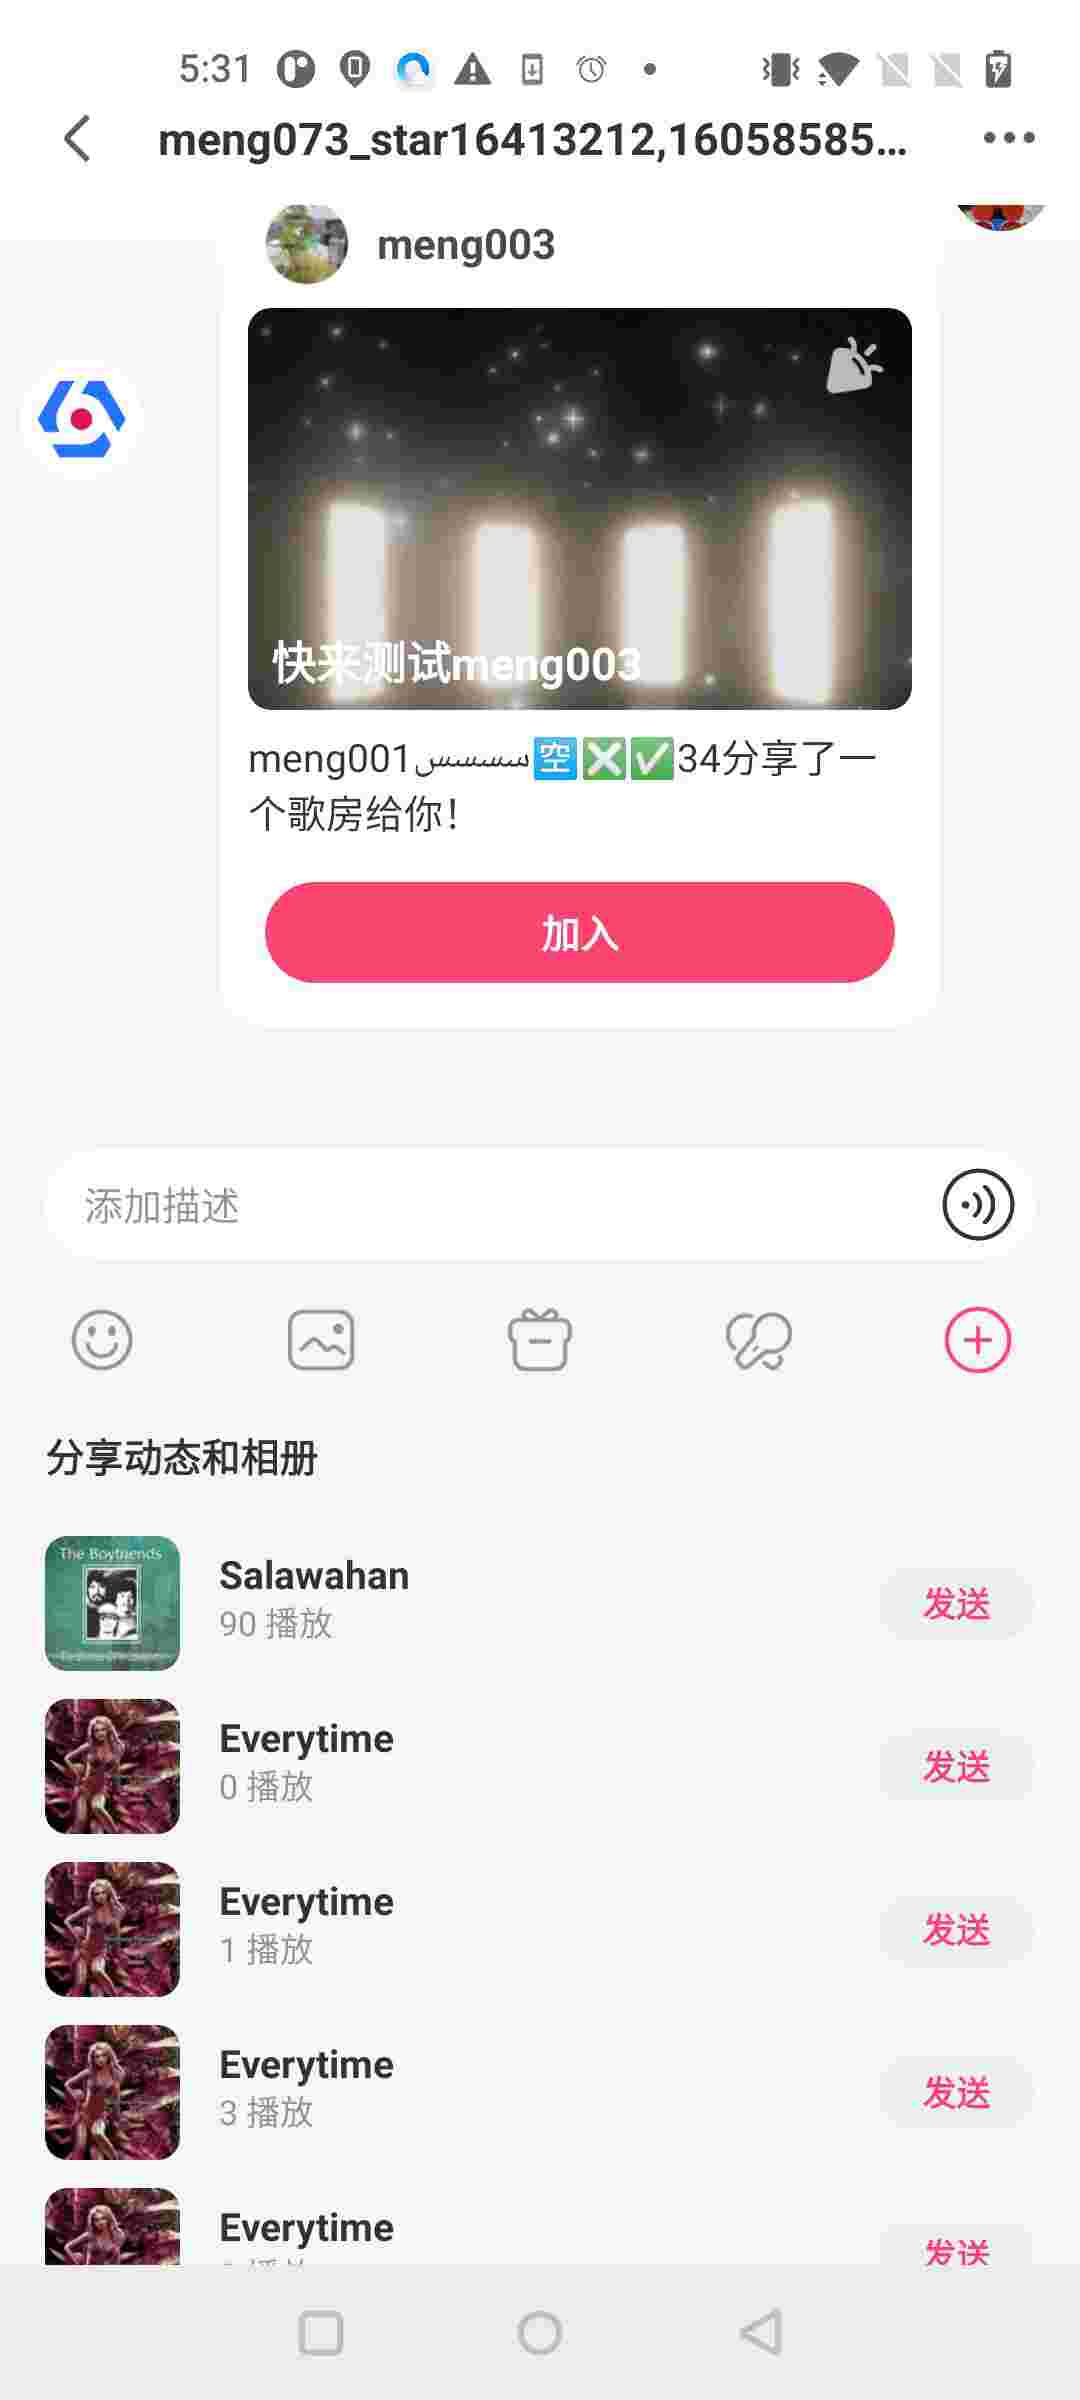 5:31
meng073_star16413212,16058585...
meng003
快来测试meng003
meng001سسسس🈳❎✅34分享了一
个歌房给你!
加入
添加描述
分享动态和相册
The Boyfriends
Salawahan
90 播放
发送
Everytime
0 播放
发送
Everytime
1 播放
发送
Everytime
3 播放
发送
Everytime
发送